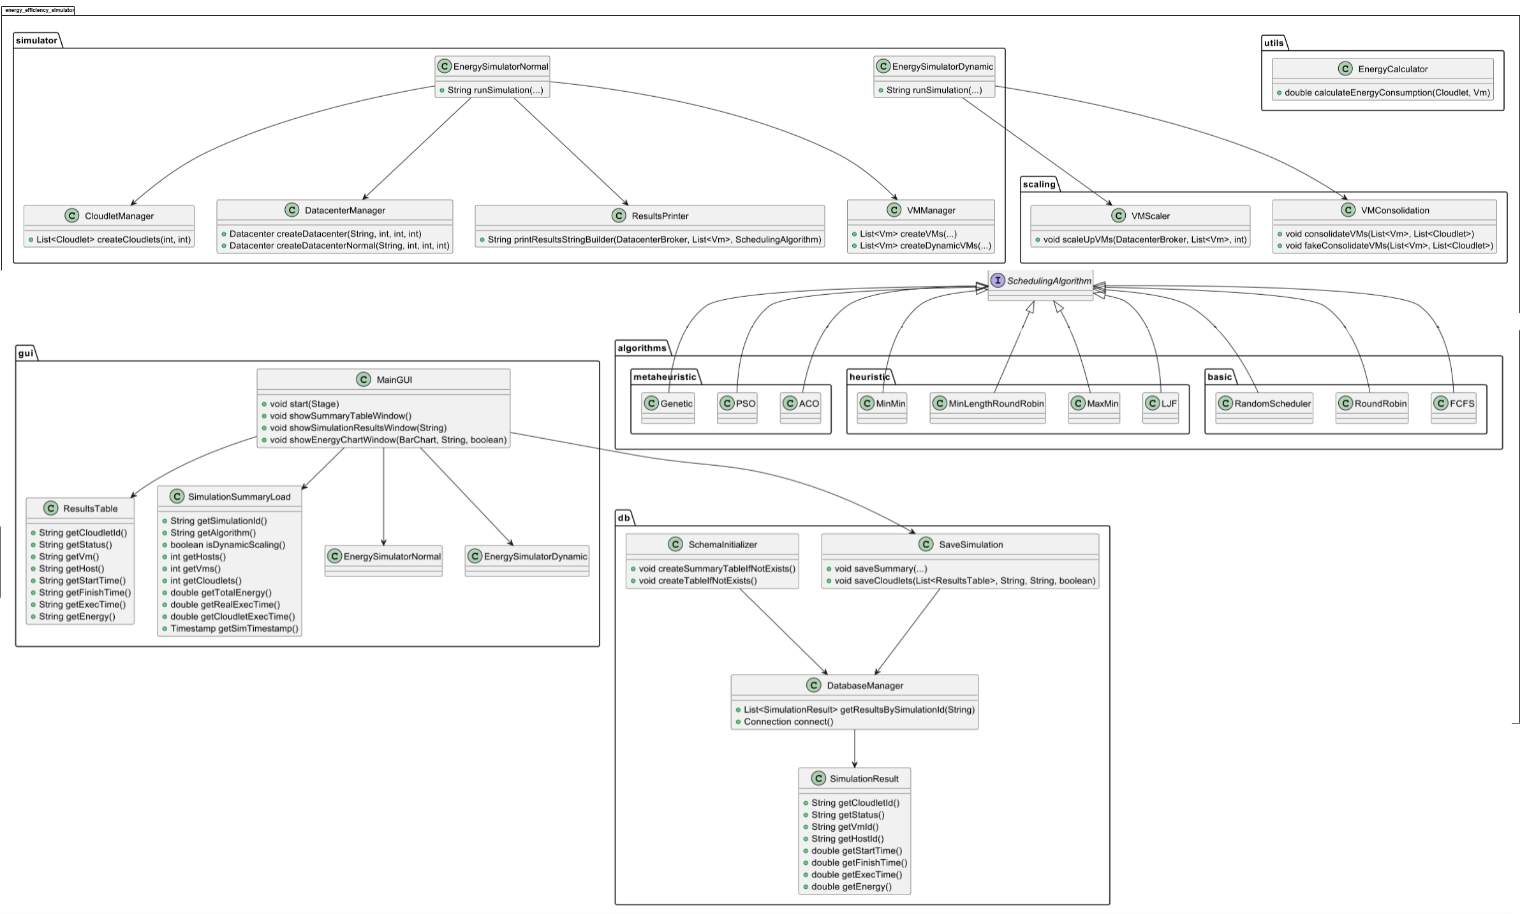 energy_efficiency_simulator
simulator
C EnergySimulatorNormal
String runSimulation(...)
C EnergySimulatorDynamic
String runSimulation(...)
utils
C EnergyCalculator
double calculateEnergyConsumption(Cloudlet, Vm)
C CloudletManager
List<Cloudlet> createCloudlets(int, int)
C DatacenterManager
Datacenter createDatacenter(String, int, int, int)
Datacenter createDatacenterNormal(String, int, int, int)
C ResultsPrinter
String printResultsStringBuilder(DatacenterBroker, List<Vm>, SchedulingAlgorithm)
C VMManager
List<Vm> createVMs(...)
List<Vm> createDynamicVMs(...)
scaling
C VMScaler
void scaleUpVMs(DatacenterBroker, List<Vm>, int)
C VMConsolidation
void consolidateVMs(List<Vm>, List<Cloudlet>)
void fakeConsolidateVMs(List<Vm>, List<Cloudlet>)
I SchedulingAlgorithm
algorithms
metaheuristic
C Genetic
C PSO
C ACO
heuristic
C MinMin
C MinLengthRoundRobin
C MaxMin
C LJF
basic
C RandomScheduler
C RoundRobin
C FCFS
gui
C MainGUI
void start(Stage)
void showSummaryTableWindow()
void showSimulationResultsWindow(String)
void showEnergyChartWindow(BarChart, String, boolean)
C ResultsTable
String getCloudletId()
String getStatus()
String getVm()
String getHost()
String getStartTime()
String getFinishTime()
String getExecTime()
String getEnergy()
C SimulationSummaryLoad
String getSimulationId()
String getAlgorithm()
boolean isDynamicScaling()
int getHosts()
int getVms()
int getCloudlets()
double getTotalEnergy()
double getRealExecTime()
double getCloudletExecTime()
Timestamp getSimTimestamp()
C EnergySimulatorNormal
C EnergySimulatorDynamic
db
C SchemaInitializer
void createSummaryTableIfNotExists()
void createTableIfNotExists()
C SaveSimulation
void saveSummary(...)
void saveCloudlets(List<ResultsTable>, String, String, boolean)
C DatabaseManager
List<SimulationResult> getResultsBySimulationId(String)
Connection connect()
C SimulationResult
String getCloudletId()
String getStatus()
String getVmId()
String getHostId()
double getStartTime()
double getFinishTime()
double getExecTime()
double getEnergy()